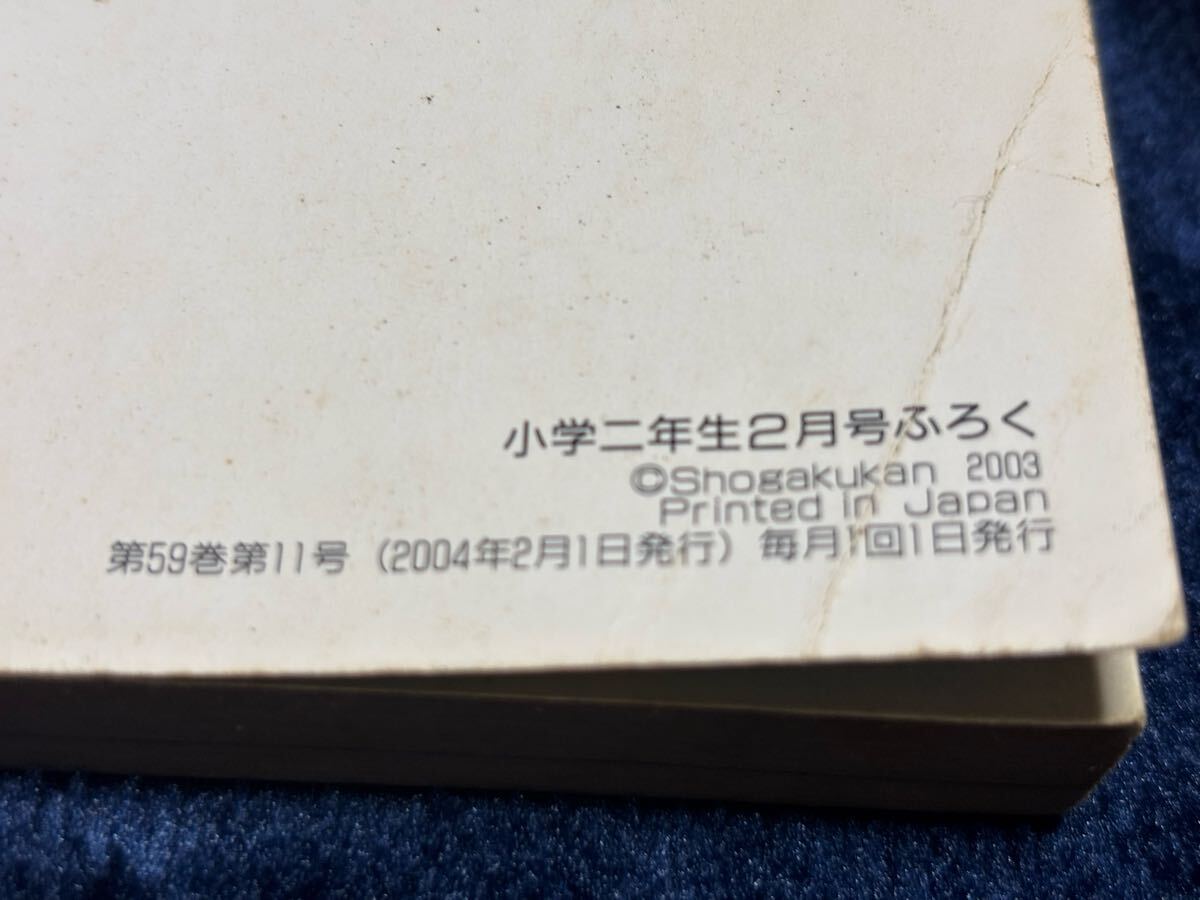 小学二年生2月号ふろく
©Shogakukan 2003
Printed in Japan
第59巻第11号（2004年2月1日発行）毎月1回1日発行